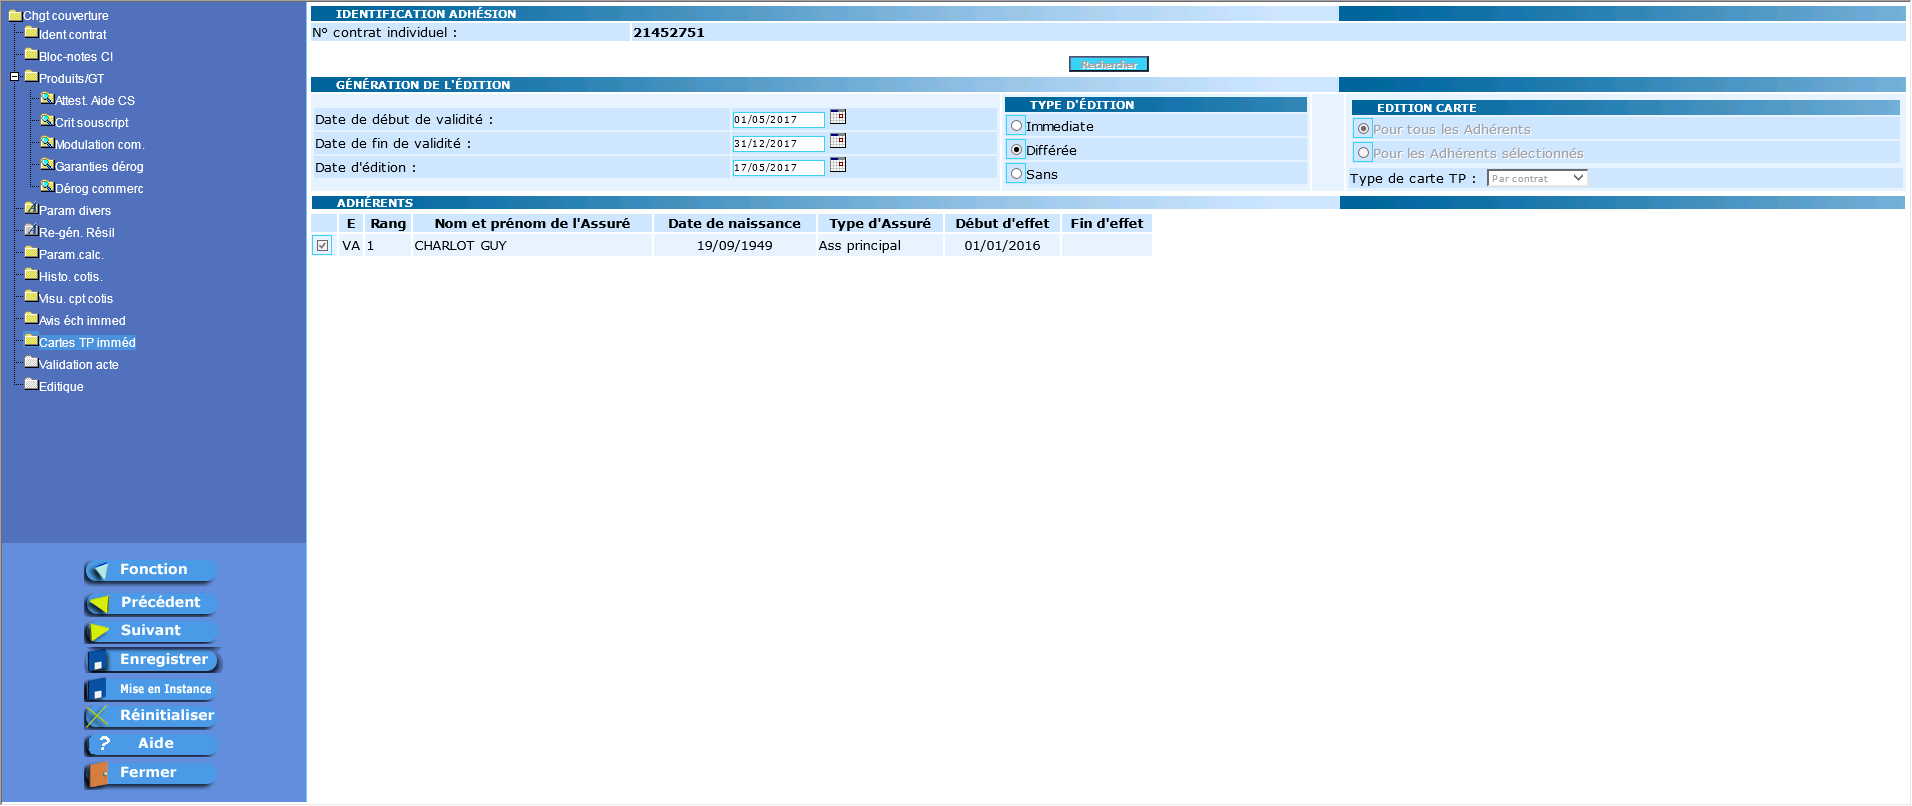 Chgt couverture
Ident contrat
Bloc-notes CI
Produits/GT
Attest. Aide CS
Crit souscript
Modulation com.
Garanties dérog
Dérog commerc
Param divers
Re-gén. Résil
Param.calc.
Histo. cotis.
Visu. cpt cotis
Avis éch immed
Cartes TP imméd
Validation acte
Editique
Fonction
Précédent
Suivant
Enregistrer
Mise en Instance
Réinitialiser
? Aide
Fermer
IDENTIFICATION ADHÉSION
N° contrat individuel : 21452751
Rechercher
GÉNÉRATION DE L'ÉDITION
Date de début de validité : 01/05/2017
Date de fin de validité : 31/12/2017
Date d'édition : 17/05/2017
TYPE D'ÉDITION
Immediate
Différée
Sans
EDITION CARTE
Pour tous les Adhérents
Pour les Adhérents sélectionnés
Type de carte TP : Par contrat
ADHÉRENTS
E Rang Nom et prénom de l'Assuré Date de naissance Type d'Assuré Début d'effet Fin d'effet
VA 1 CHARLOT GUY 19/09/1949 Ass principal 01/01/2016